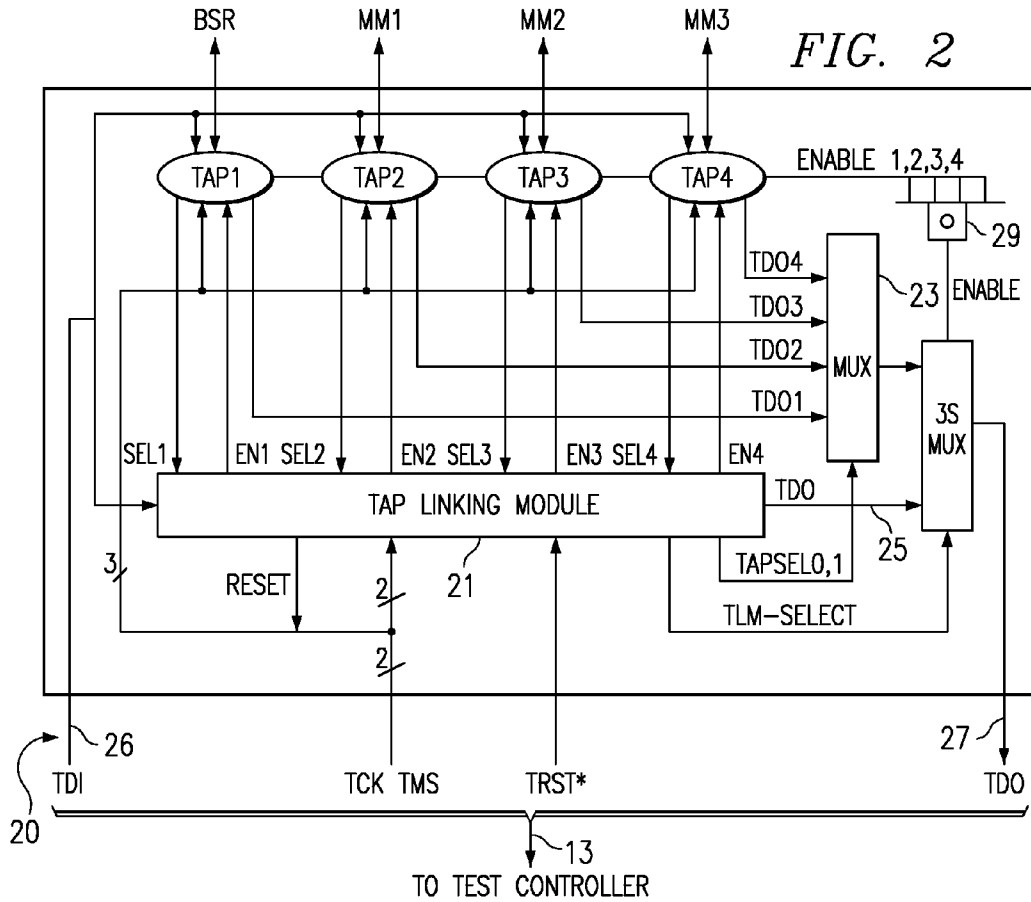 BSR MM1 MM2 MM3 FIG. 2
TAP1 TAP2 TAP3 TAP4 ENABLE 1,2,3,4
29
TDO4 23 ENABLE
TDO3
TDO2 MUX
TDO1 3S MUX
SEL1 EN1 SEL2 EN2 SEL3 EN3 SEL4 EN4
TAP LINKING MODULE TDO
25
3 RESET 2 21 TAPSEL0,1
TLM-SELECT
2
26 27
TDI TCK TMS TRST* TDO
20
13
TO TEST CONTROLLER